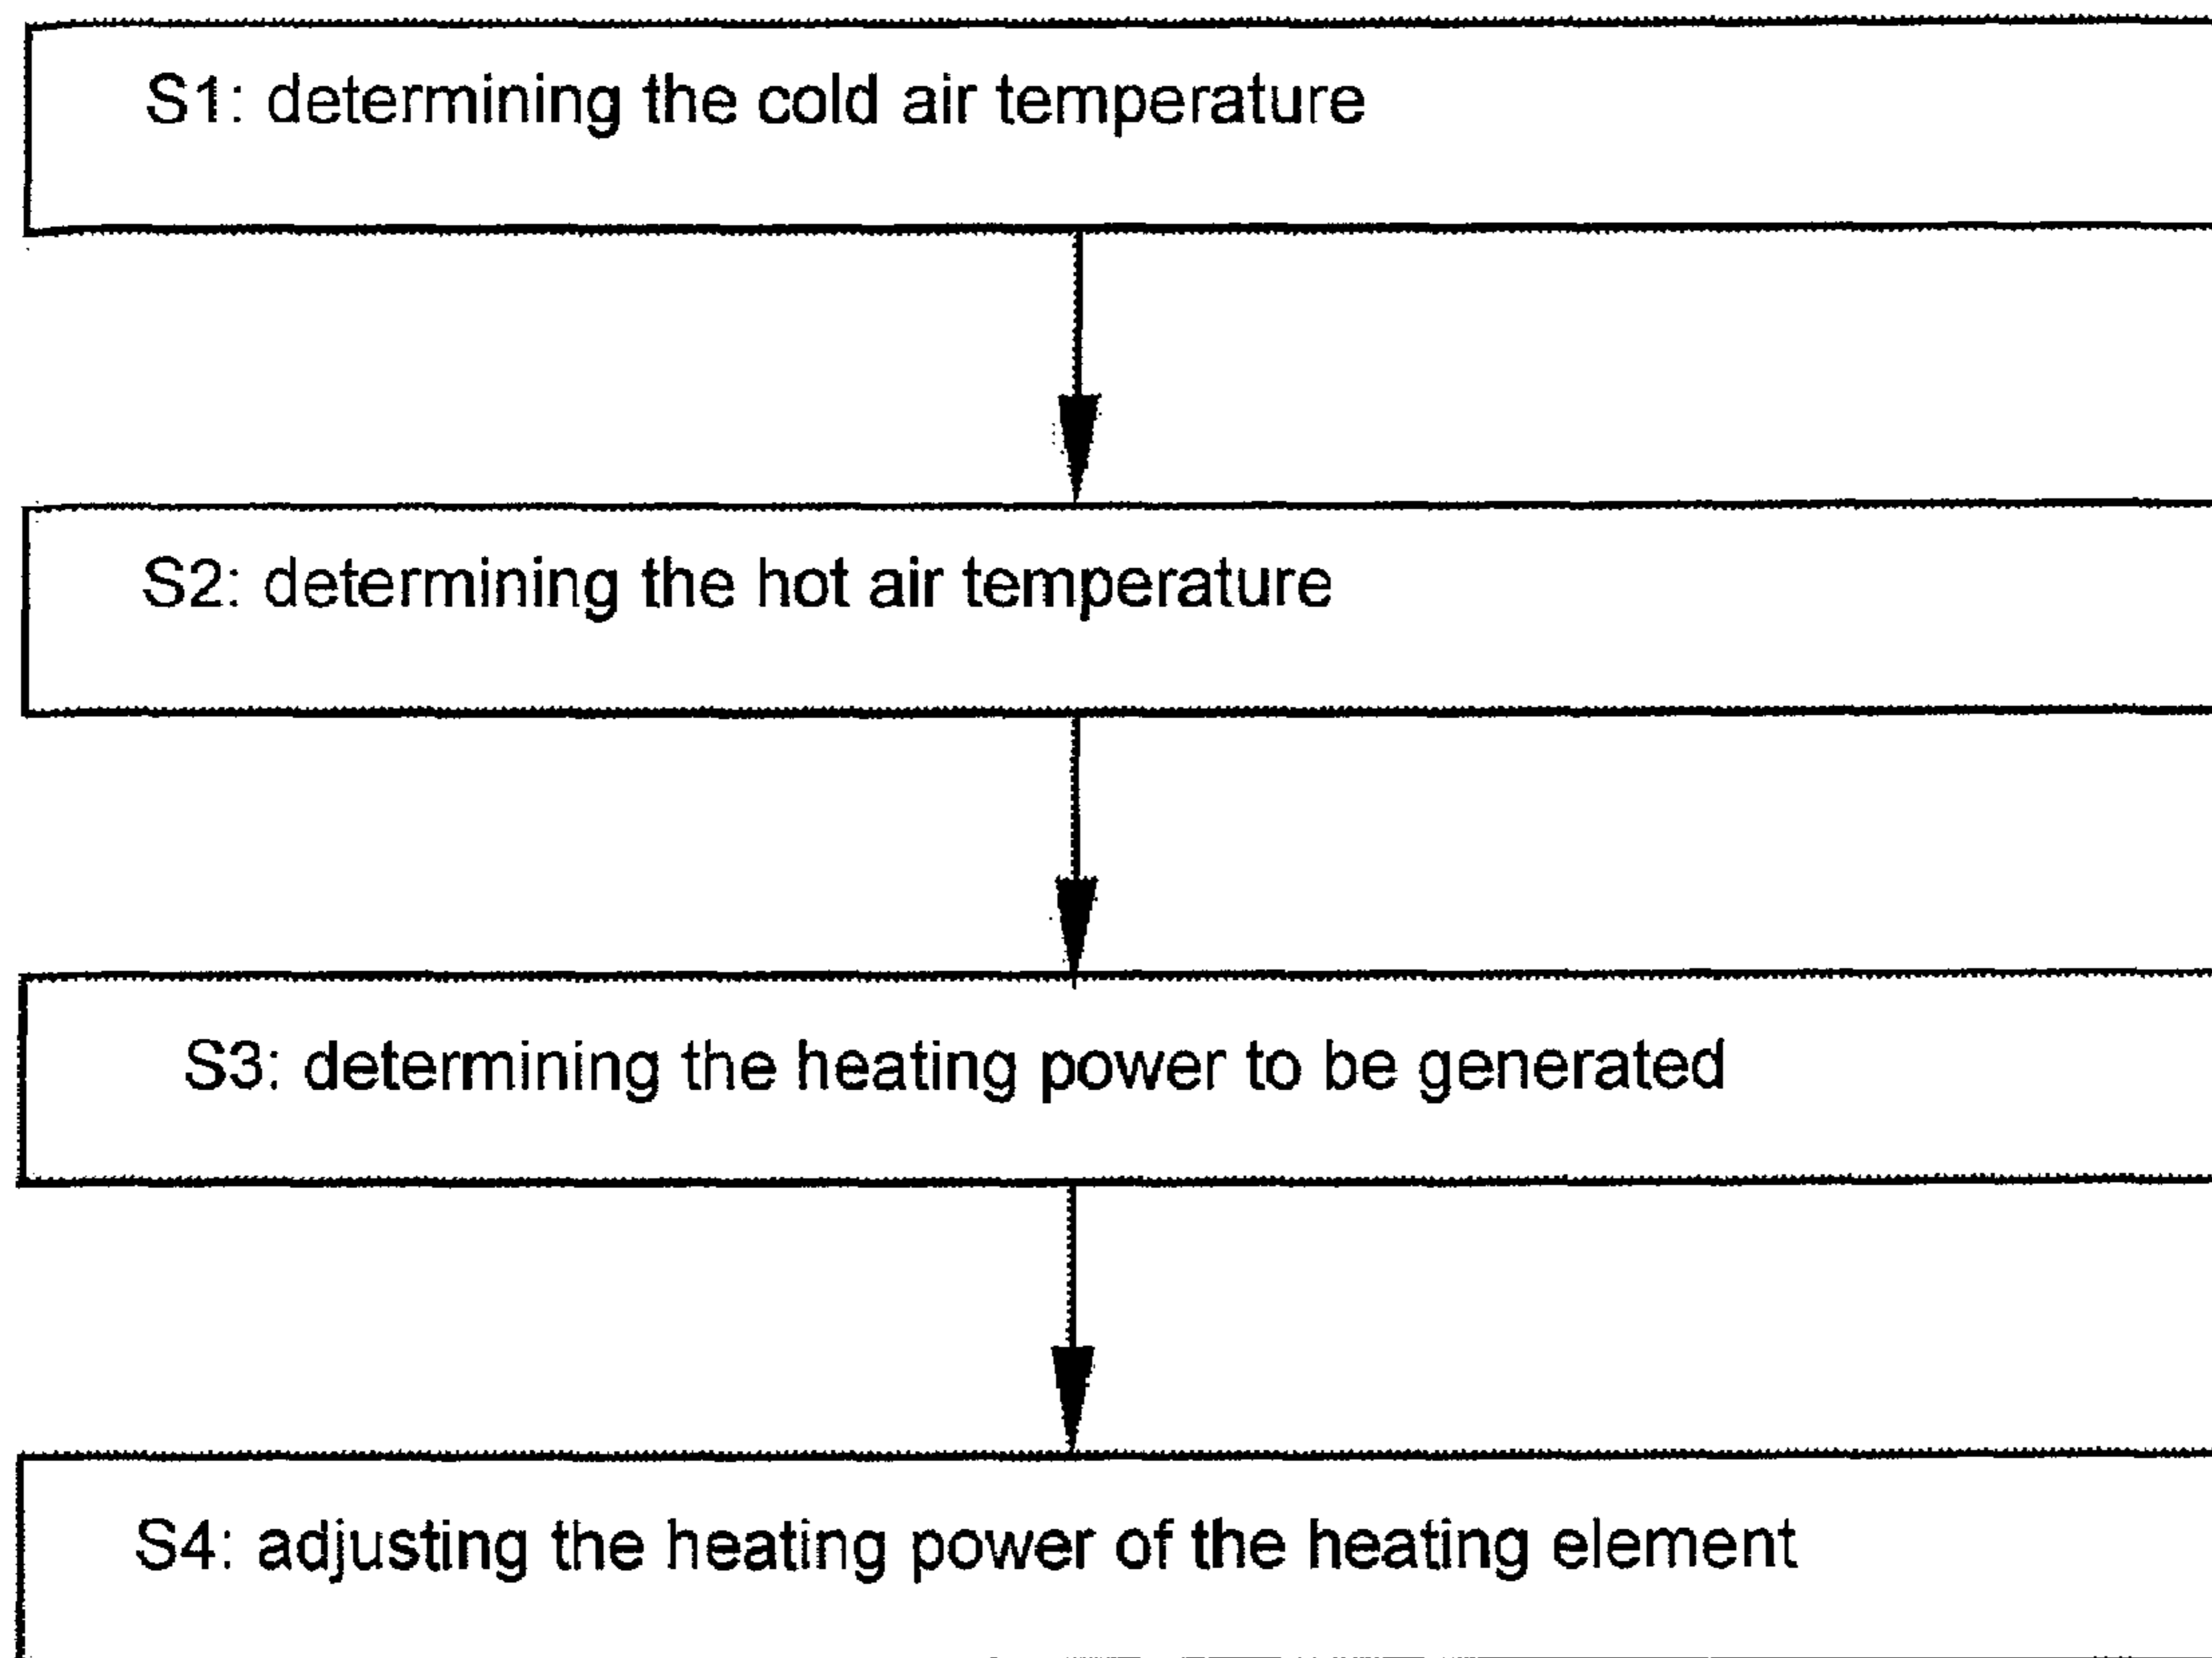 S1: determining the cold air temperature
S2: determining the hot air temperature
S3: determining the heating power to be generated
S4: adjusting the heating power of the heating element